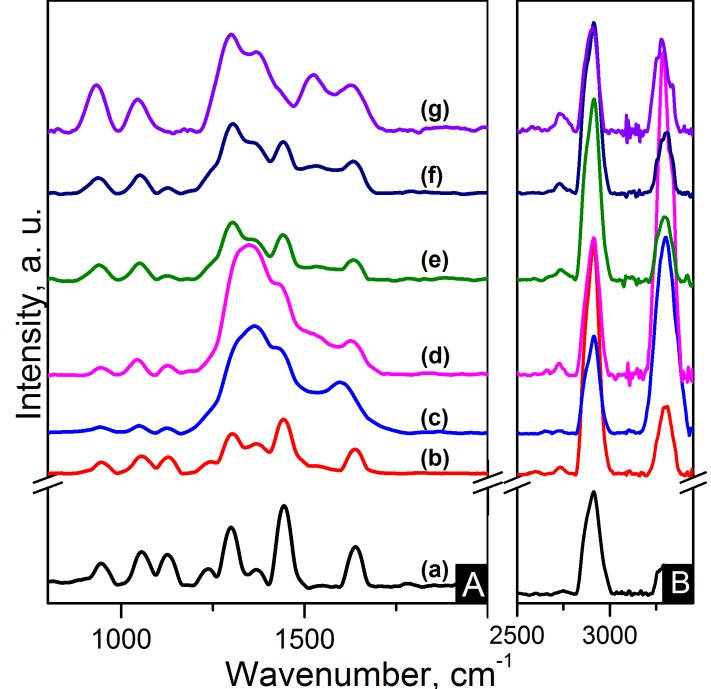 Intensity, a. u.
(g)
(f)
(e)
(d)
(c)
(b)
(a)
A
B
1000
1500
2500
3000
Wavenumber, cm-1